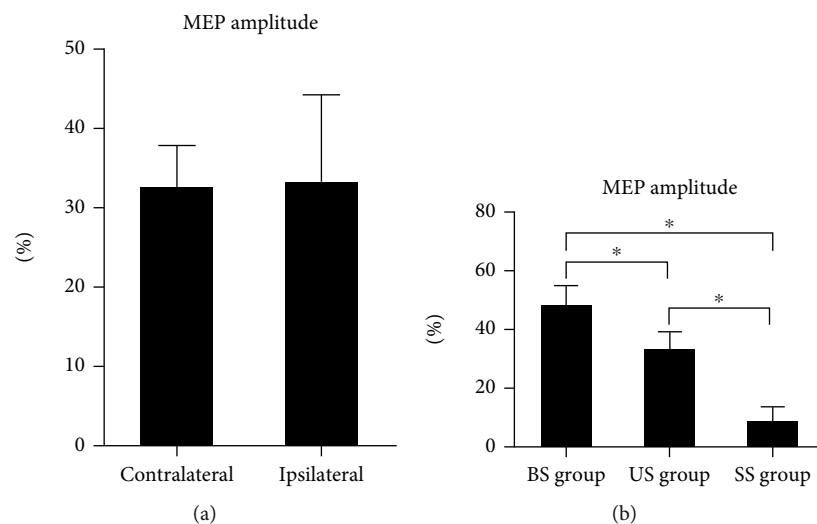 MEP amplitude
50
40
30
20
10
0
(%)
Contralateral Ipsilateral
(a)
MEP amplitude
80
60
40
20
0
(%)
*
*
*
BS group US group SS group
(b)